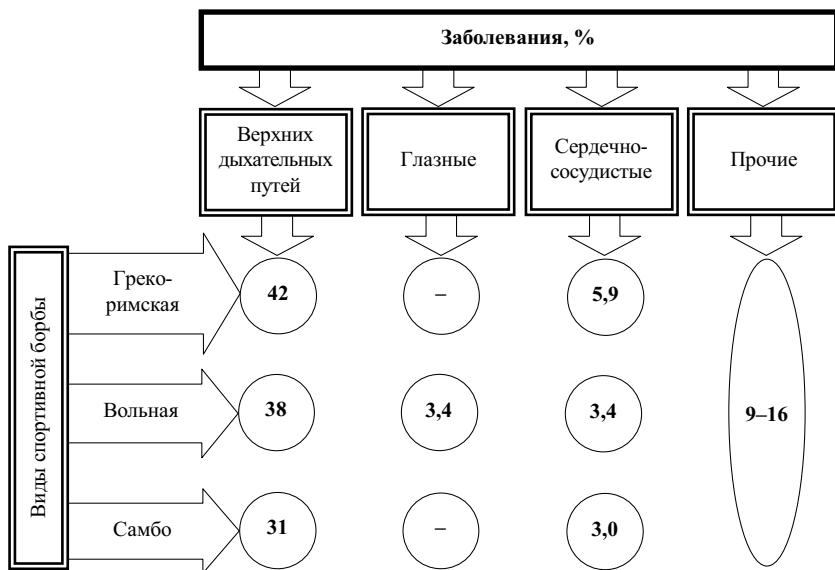 Заболевания, %
Верхних
дыхательных
путей
Глазные
Сердечно-
сосудистые
Прочие
Виды спортивной борбы
Греко-
римская
42
–
5,9
Вольная
38
3,4
3,4
9–16
Самбо
31
–
3,0